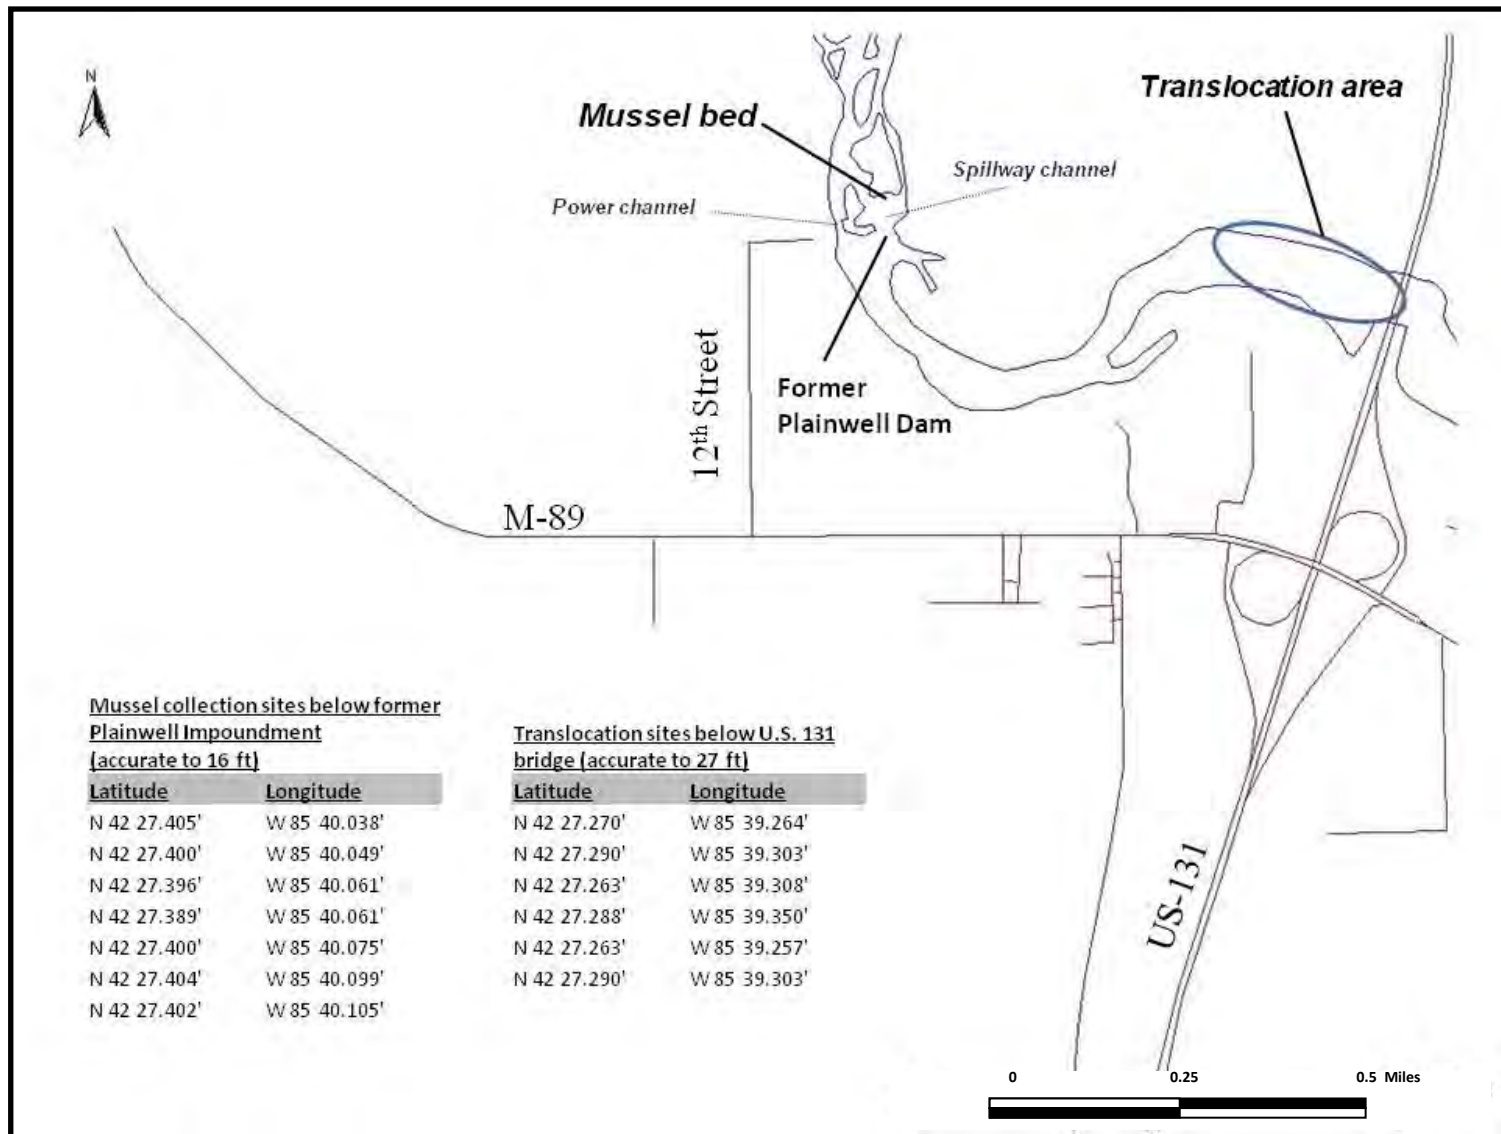 N
Translocation area
Mussel bed
Spillway channel
Power channel
12th Street
Former
Plainwell Dam
M-89
US-131
Mussel collection sites below former
Plainwell Impoundment
(accurate to 16 ft)
Latitude Longitude
N 42 27.405' W 85 40.038'
N 42 27.400' W 85 40.049'
N 42 27.396' W 85 40.061'
N 42 27.389' W 85 40.061'
N 42 27.400' W 85 40.075'
N 42 27.404' W 85 40.099'
N 42 27.402' W 85 40.105'
Translocation sites below U.S. 131
bridge (accurate to 27 ft)
Latitude Longitude
N 42 27.270' W 85 39.264'
N 42 27.290' W 85 39.303'
N 42 27.263' W 85 39.308'
N 42 27.288' W 85 39.350'
N 42 27.263' W 85 39.257'
N 42 27.290' W 85 39.303'
0 0.25 0.5 Miles